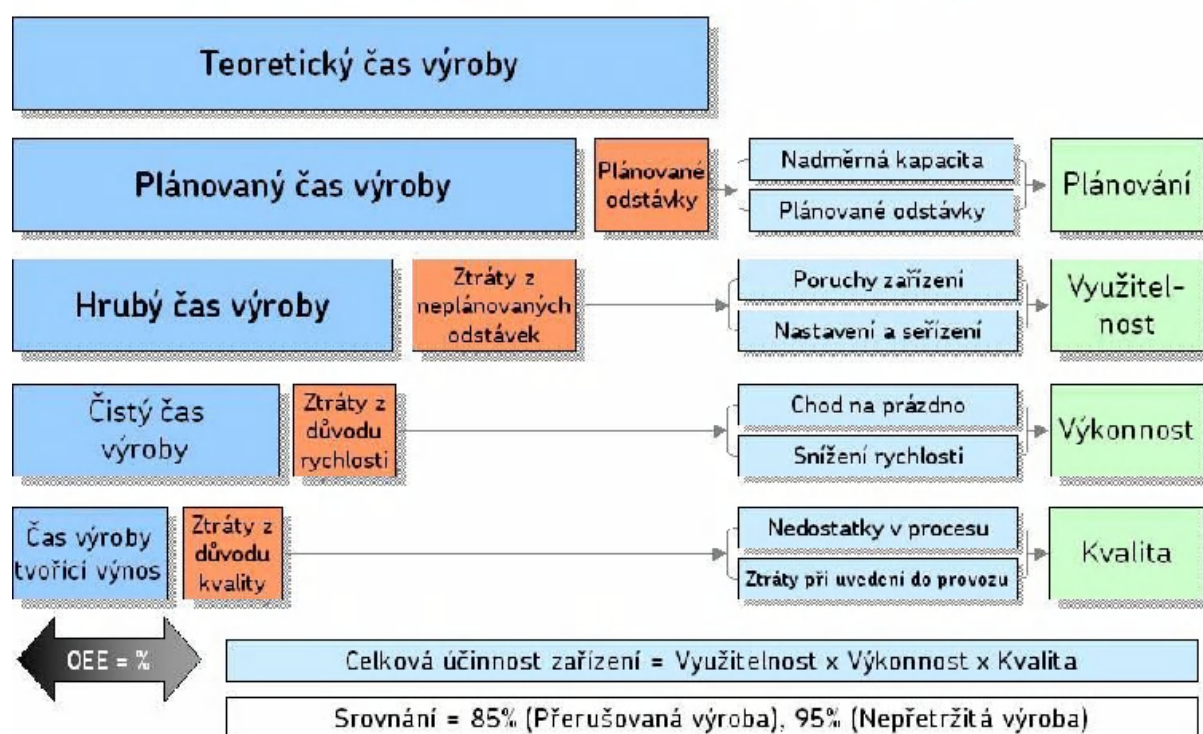 Teoretický čas výroby
Plánovaný čas výroby
Plánované
odstávky
Nadměrná kapacita
Plánované odstávky
Plánování
Hrubý čas výroby
Ztráty z
neplánovaných
odstávek
Poruchy zařízení
Nastavení a seřízení
Využitel-
nost
Čistý čas
výroby
Ztráty z
důvodu
rychlosti
Chod na prázdno
Snížení rychlosti
Výkonnost
Čas výroby
tvořící výnos
Ztráty z
důvodu
kvality
Nedostatky v procesu
Ztráty při uvedení do provozu
Kvalita
OEE = %
Celková účinnost zařízení = Využitelnost x Výkonnost x Kvalita
Srovnání = 85% (Přerušovaná výroba), 95% (Nepřetržitá výroba)